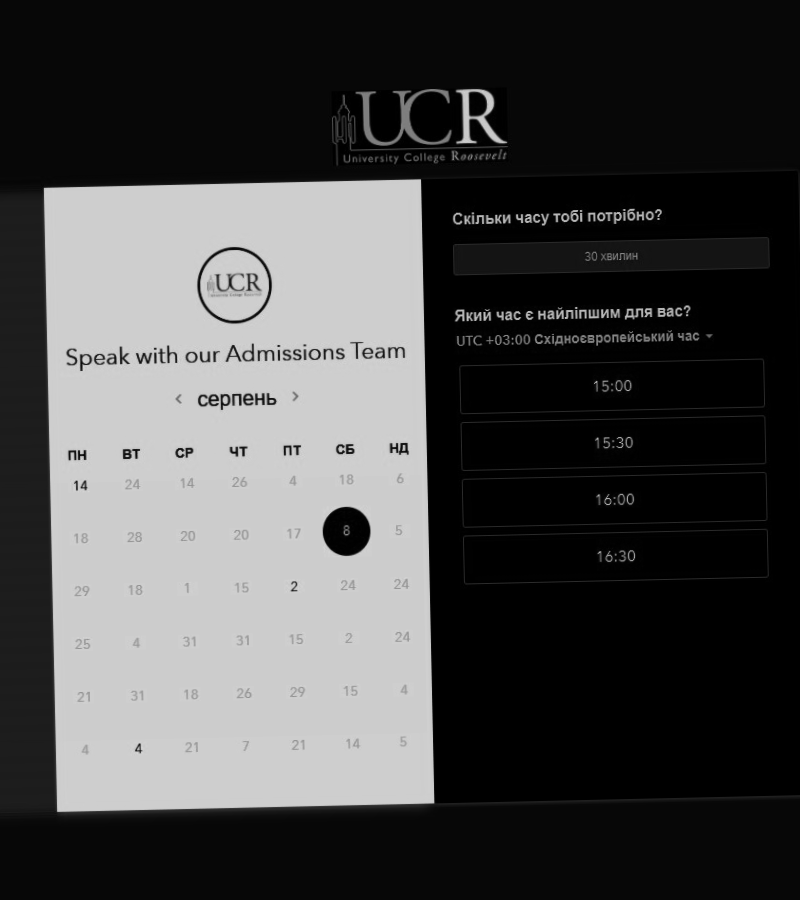 UCR
University College Roosevelt
UCR
University College Roosevelt
Speak with our Admissions Team
серпень
ПН ВТ СР ЧТ ПТ СБ НД
14 24 14 26 4 18 6
18 28 20 20 17 8 5
29 18 1 15 2 24 24
25 4 31 31 15 2 24
21 31 18 26 29 15 4
4 4 21 7 21 14 5
Скільки часу тобі потрібно?
30 хвилин
Який час є найліпшим для вас?
UTC +03:00 Східноєвропейський час
15:00
15:30
16:00
16:30